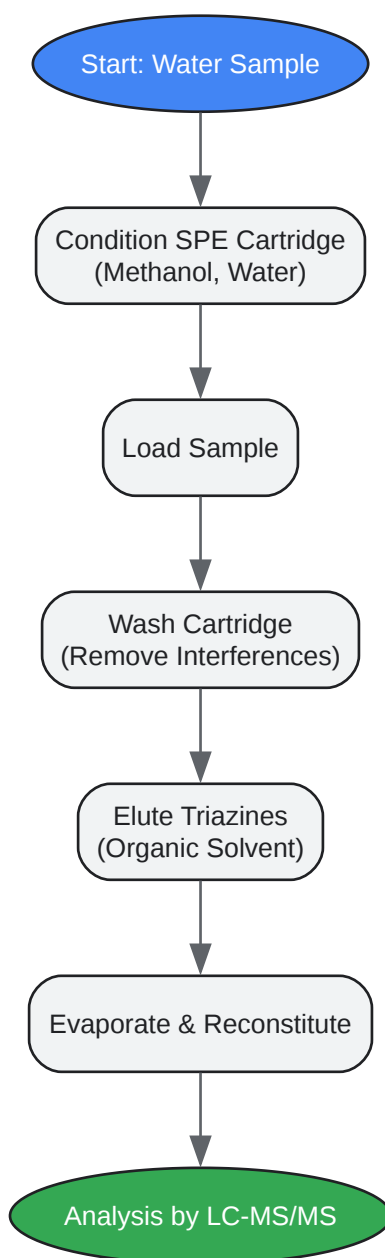 Start: Water Sample
Condition SPE Cartridge
(Methanol, Water)
Load Sample
Wash Cartridge
(Remove Interferences)
Elute Triazines
(Organic Solvent)
Evaporate & Reconstitute
Analysis by LC-MS/MS